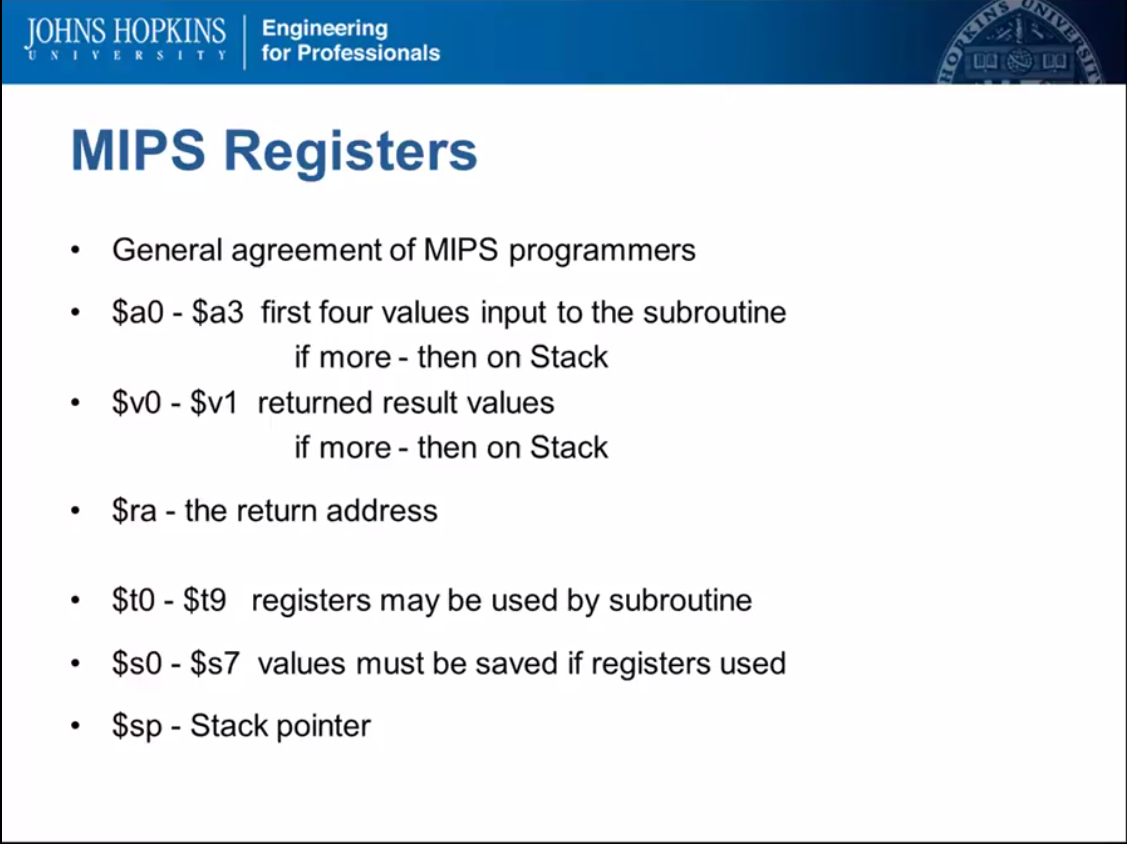 JOHNS HOPKINS
UNIVERSITY
Engineering
for Professionals
HOPKINS UNIVERSITY
MIPS Registers
• General agreement of MIPS programmers
• $a0 - $a3 first four values input to the subroutine
if more - then on Stack
• $v0 - $v1 returned result values
if more - then on Stack
• $ra - the return address
• $t0 - $t9 registers may be used by subroutine
• $s0 - $s7 values must be saved if registers used
• $sp - Stack pointer